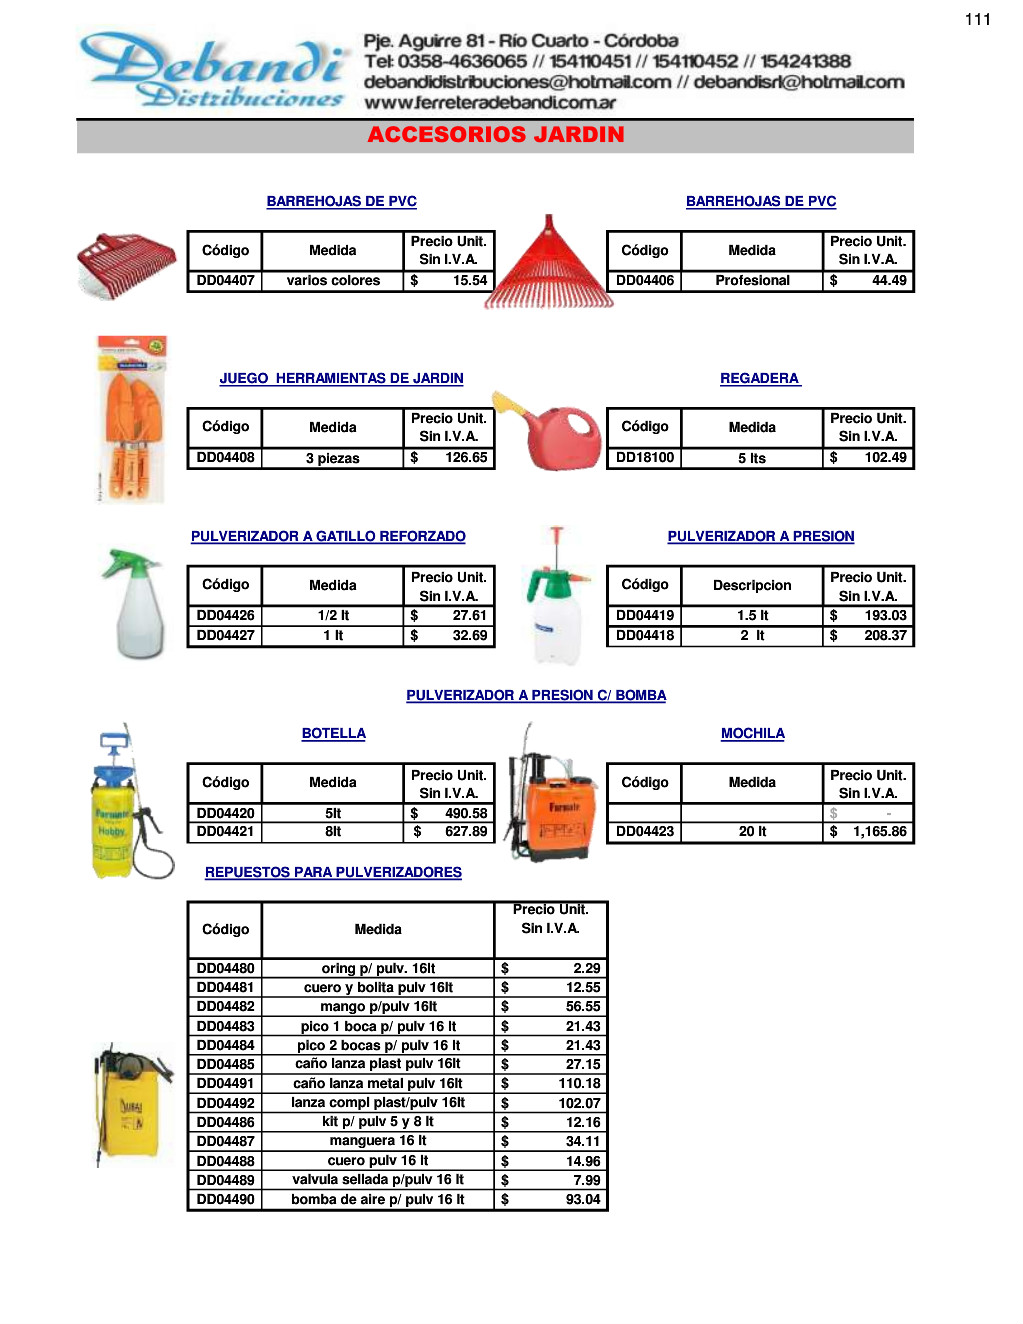 111
Debandi
Distribuciones
Pje. Aguirre 81 - Río Cuarto - Córdoba
Tel: 0358-4636065 // 154110451 // 154110452 // 154241388
debandidistribuciones@hotmail.com // debandisrl@hotmail.com
www.ferreteradebandi.com.ar
ACCESORIOS JARDIN
BARREHOJAS DE PVC
Código Medida Precio Unit. Sin I.V.A.
DD04407 varios colores $ 15.54
BARREHOJAS DE PVC
Código Medida Precio Unit. Sin I.V.A.
DD04406 Profesional $ 44.49
JUEGO HERRAMIENTAS DE JARDIN
Código Medida Precio Unit. Sin I.V.A.
DD04408 3 piezas $ 126.65
REGADERA
Código Medida Precio Unit. Sin I.V.A.
DD18100 5 lts $ 102.49
PULVERIZADOR A GATILLO REFORZADO
Código Medida Precio Unit. Sin I.V.A.
DD04426 1/2 lt $ 27.61
DD04427 1 lt $ 32.69
PULVERIZADOR A PRESION
Código Descripcion Precio Unit. Sin I.V.A.
DD04419 1.5 lt $ 193.03
DD04418 2 lt $ 208.37
PULVERIZADOR A PRESION C/ BOMBA
BOTELLA
Código Medida Precio Unit. Sin I.V.A.
DD04420 5lt $ 490.58
DD04421 8lt $ 627.89
Hobby
MOCHILA
Código Medida Precio Unit. Sin I.V.A.
$ -
DD04423 20 lt $ 1,165.86
REPUESTOS PARA PULVERIZADORES
Código Medida Precio Unit. Sin I.V.A.
DD04480 oring p/ pulv. 16lt $ 2.29
DD04481 cuero y bolita pulv 16lt $ 12.55
DD04482 mango p/pulv 16lt $ 56.55
DD04483 pico 1 boca p/ pulv 16 lt $ 21.43
DD04484 pico 2 bocas p/ pulv 16 lt $ 21.43
DD04485 caño lanza plast pulv 16lt $ 27.15
DD04491 caño lanza metal pulv 16lt $ 110.18
DD04492 lanza compl plast/pulv 16lt $ 102.07
DD04486 kit p/ pulv 5 y 8 lt $ 12.16
DD04487 manguera 16 lt $ 34.11
DD04488 cuero pulv 16 lt $ 14.96
DD04489 valvula sellada p/pulv 16 lt $ 7.99
DD04490 bomba de aire p/ pulv 16 lt $ 93.04